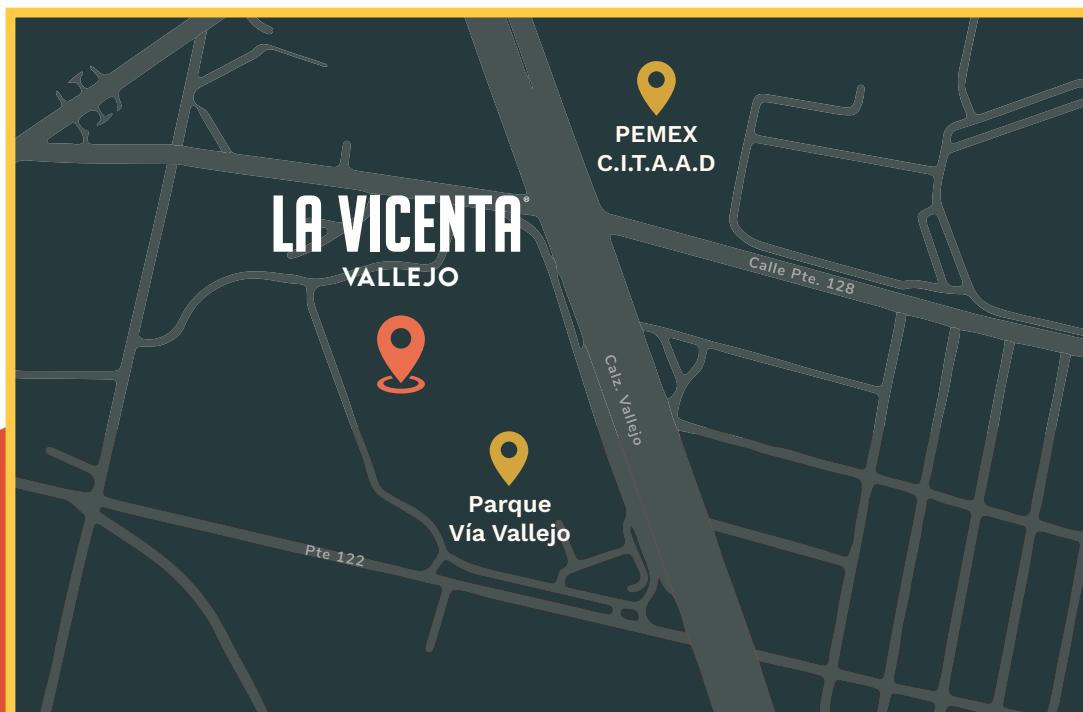 PEMEX
C.I.T.A.A.D
LA VICENTA®
VALLEJO
Calle Pte. 128
Calz. Vallejo
Parque
Vía Vallejo
Pte 122